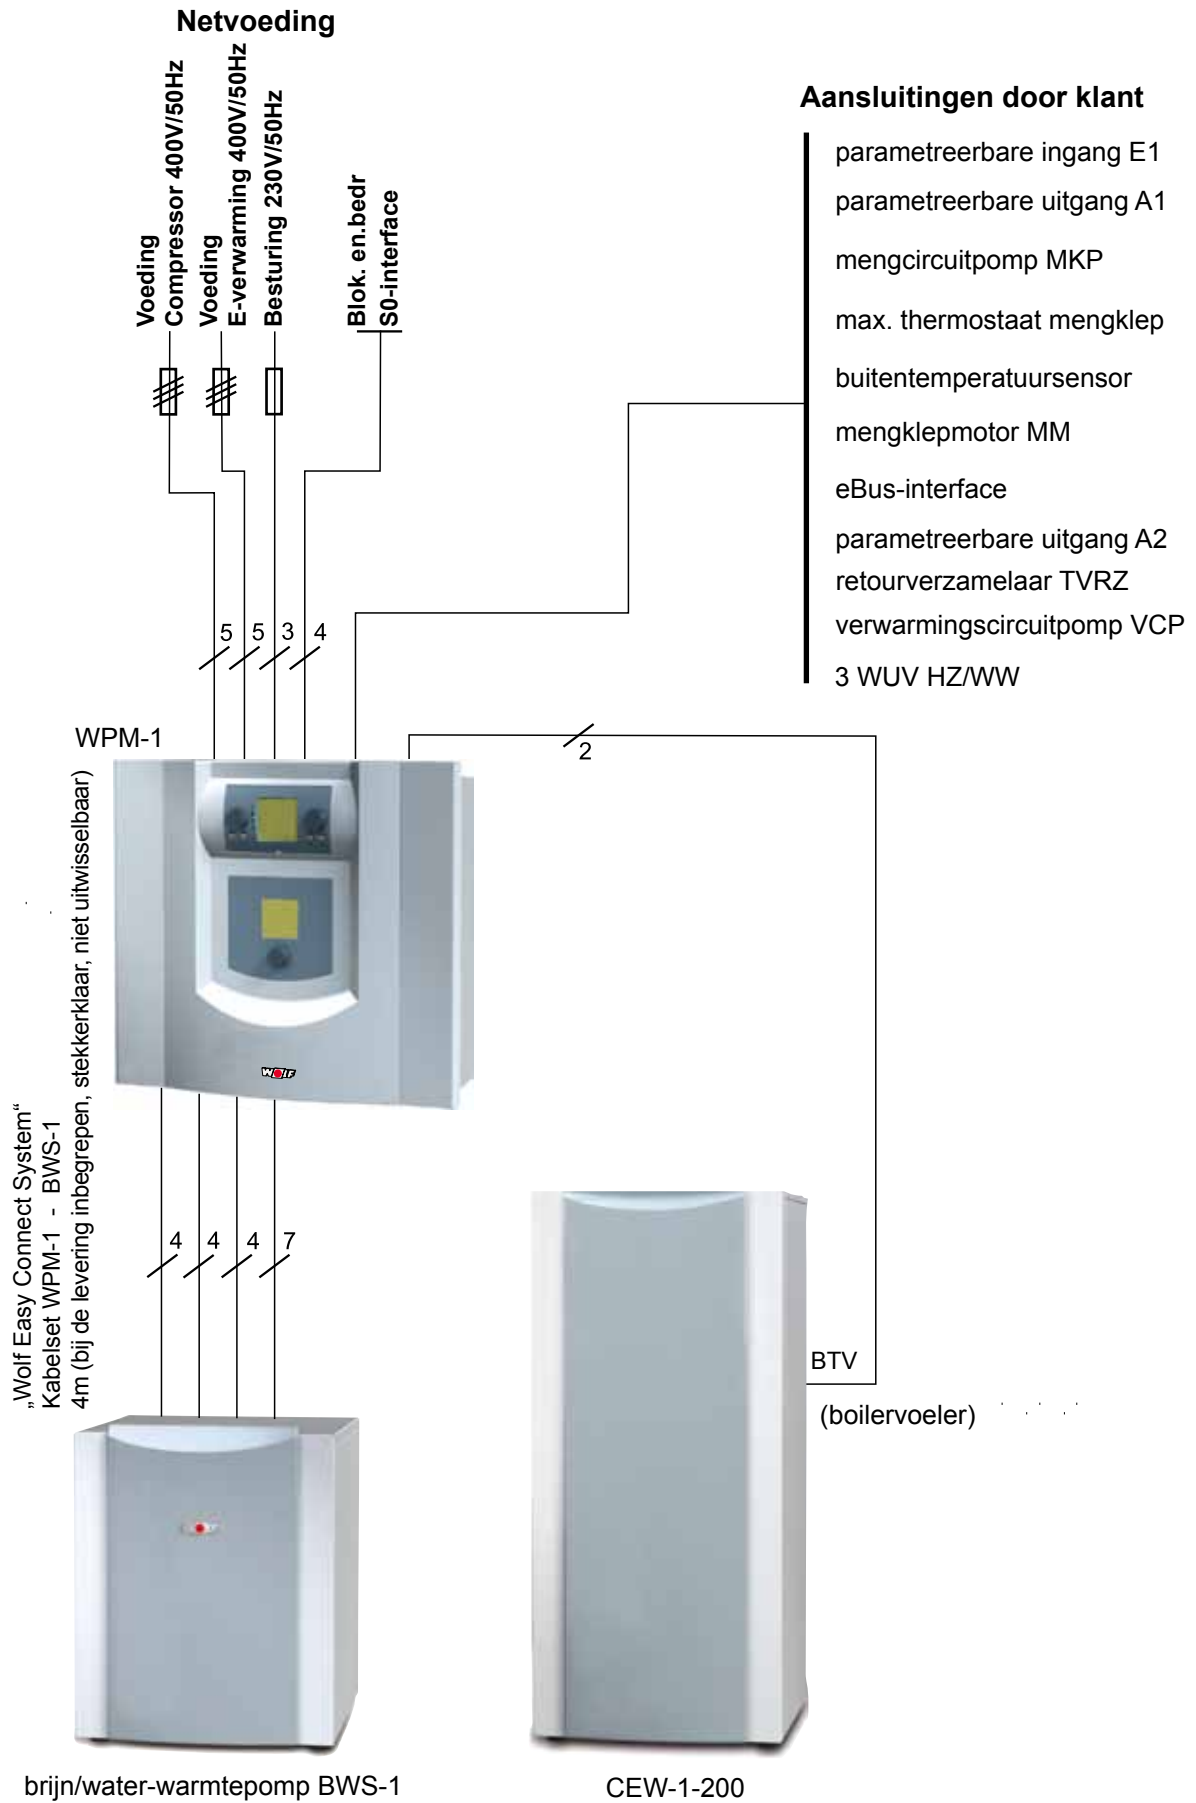 Netvoeding
Voeding
Compressor 400V/50Hz
Voeding
E-verwarming 400V/50Hz
Besturing 230V/50Hz
Blok. en.bedr
S0-interface
Aansluitingen door klant
parametreerbare ingang E1
parametreerbare uitgang A1
mengcircuitpomp MKP
max. thermostaat mengklep
buitentemperatuursensor
mengklepmotor MM
eBus-interface
parametreerbare uitgang A2
retourverzamelaar TVRZ
verwarmingscircuitpomp VCP
3 WUV HZ/WW
5 5 3 4
WPM-1
2
WOLF
„Wolf Easy Connect System“
Kabelset WPM-1 - BWS-1
4m (bij de levering inbegrepen, stekkerklaar, niet uitwisselbaar)
4 4 4 7
BTV
(boilervoeler)
brijn/water-warmtepomp BWS-1
CEW-1-200